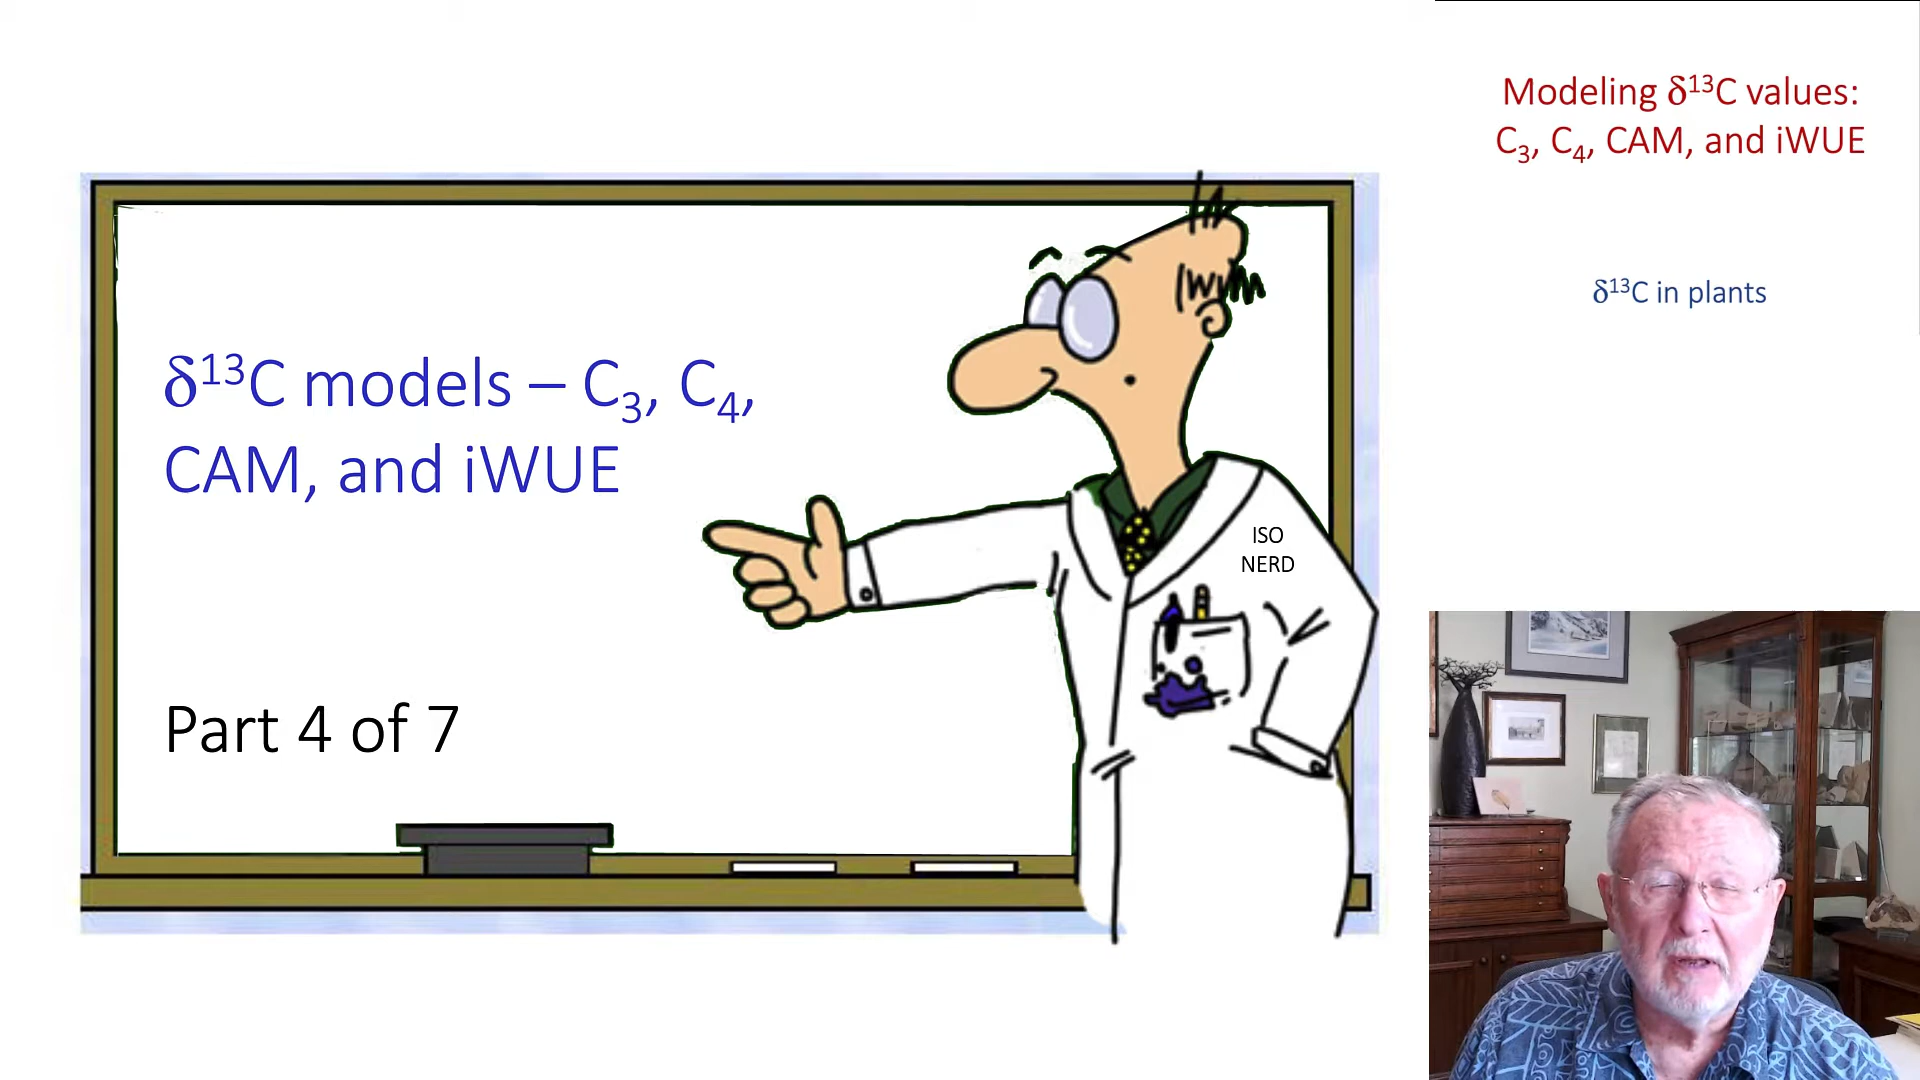 δ¹³C models – C₃, C₄,
CAM, and iWUE
Part 4 of 7
ISO
NERD
Modeling δ¹³C values:
C₃, C₄, CAM, and iWUE
δ¹³C in plants